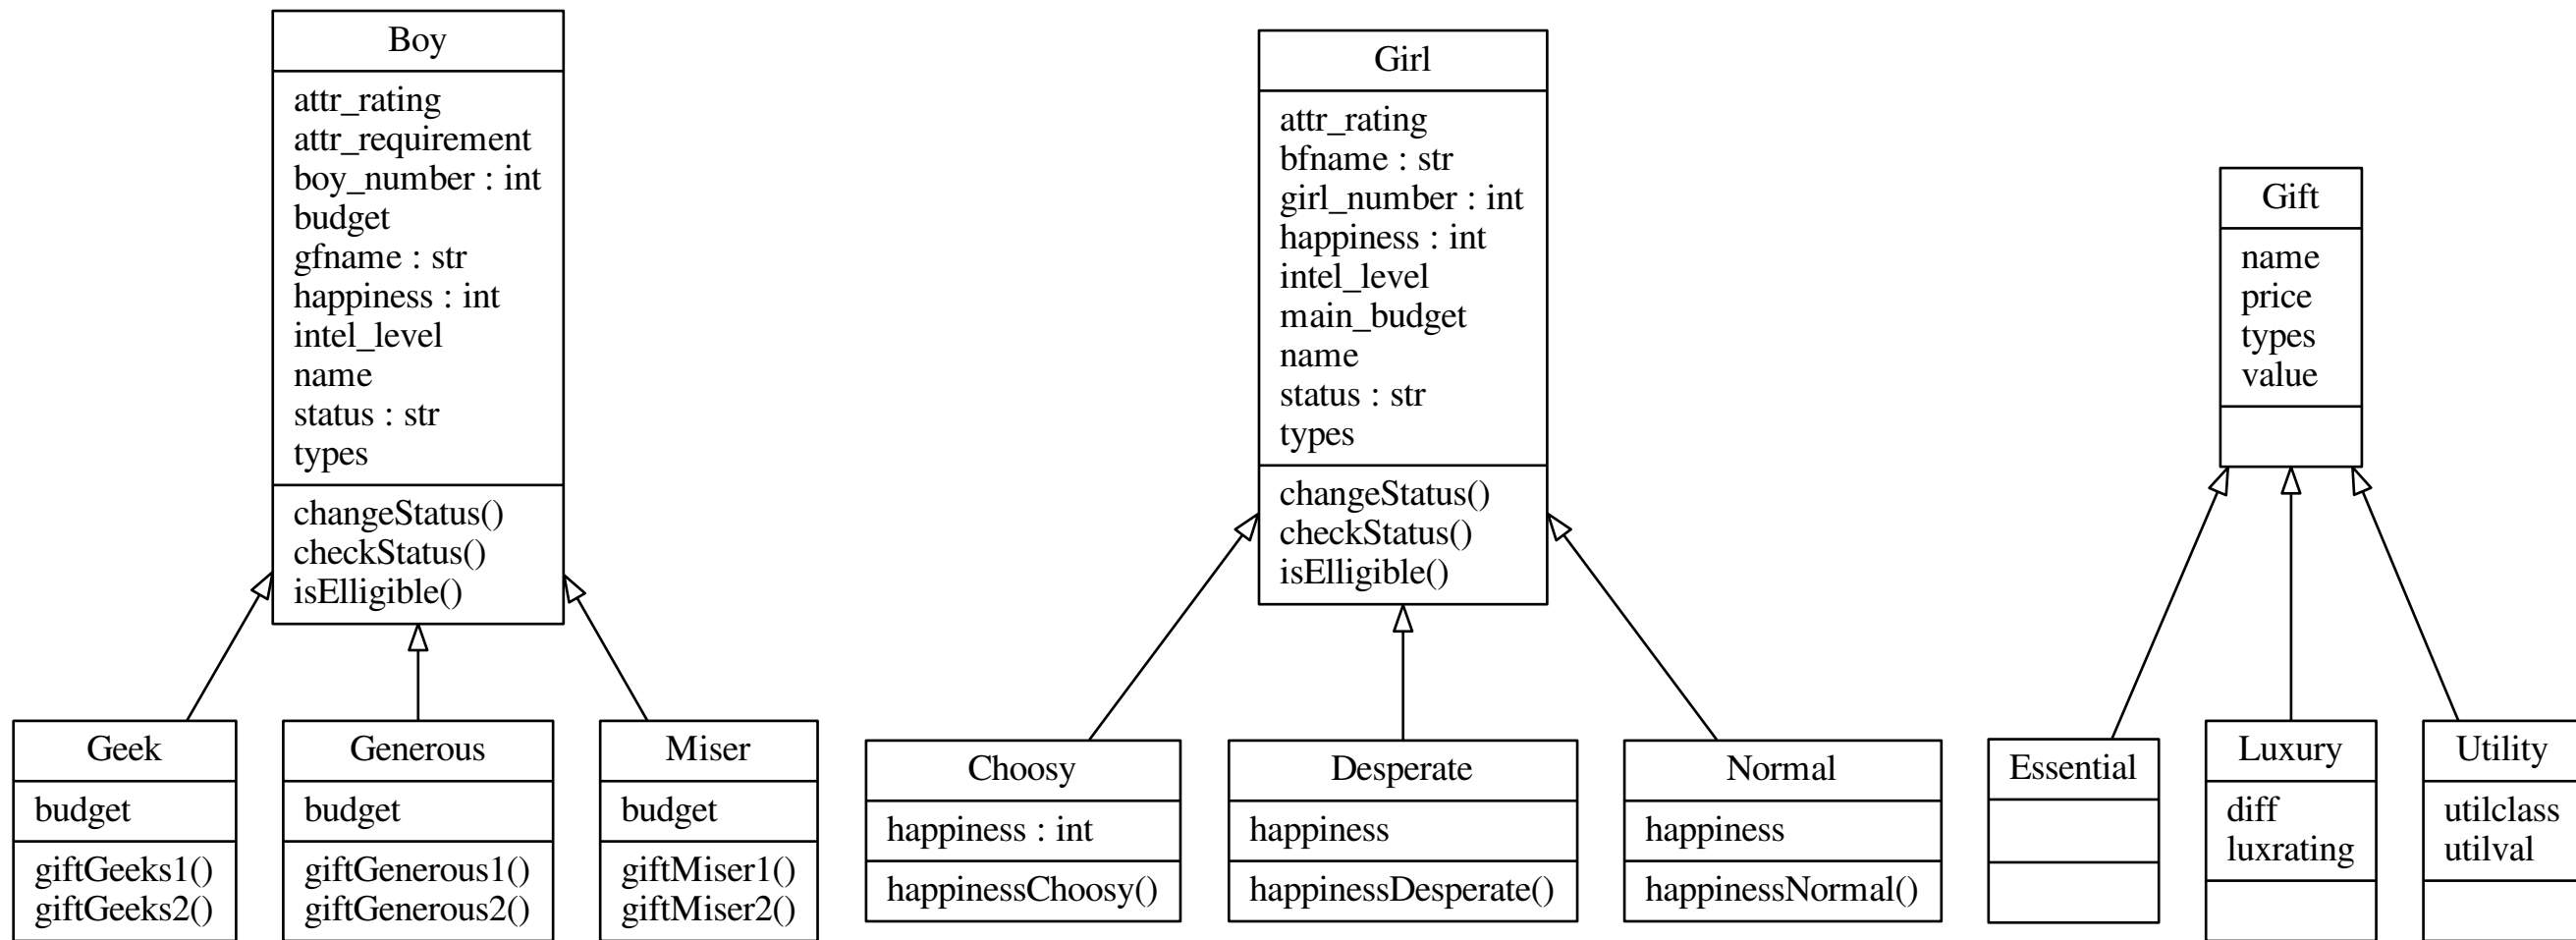 Boy
attr_rating
attr_requirement
boy_number : int
budget
gfname : str
happiness : int
intel_level
name
status : str
types
changeStatus()
checkStatus()
isElligible()
Girl
attr_rating
bfname : str
girl_number : int
happiness : int
intel_level
main_budget
name
status : str
types
changeStatus()
checkStatus()
isElligible()
Gift
name
price
types
value
Geek
budget
giftGeeks1()
giftGeeks2()
Generous
budget
giftGenerous1()
giftGenerous2()
Miser
budget
giftMiser1()
giftMiser2()
Choosy
happiness : int
happinessChoosy()
Desperate
happiness
happinessDesperate()
Normal
happiness
happinessNormal()
Essential
Luxury
diff
luxrating
Utility
utilclass
utilval